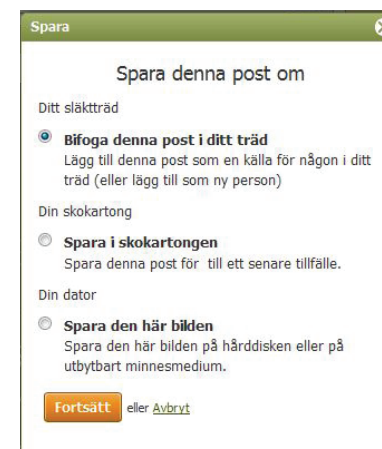 Spara
Spara denna post om
Ditt släktträd
Bifoga denna post i ditt träd
Lägg till denna post som en källa för någon i ditt
träd (eller lägg till som ny person)
Din skokartong
Spara i skokartongen
Spara denna post för  till ett senare tillfälle.
Din dator
Spara den här bilden
Spara den här bilden på hårddisken eller på
utbytbart minnesmedium.
Fortsätt eller Avbryt